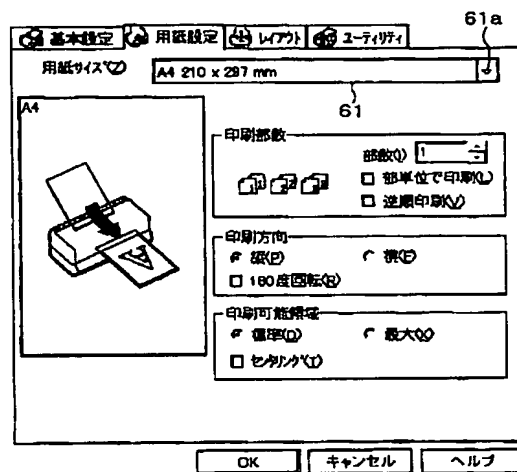 61a
基本設定 用紙設定 レイアウト ユーティリティ
用紙サイズ(Z) A4 210 x 297 mm
61
A4
印刷部数
部数(I) 1
部単位で印刷(L)
逆順印刷(V)
印刷方向
縦(P) 横(E)
180度回転(R)
印刷可能領域
標準(D) 最大(X)
センタリング(T)
OK キャンセル ヘルプ